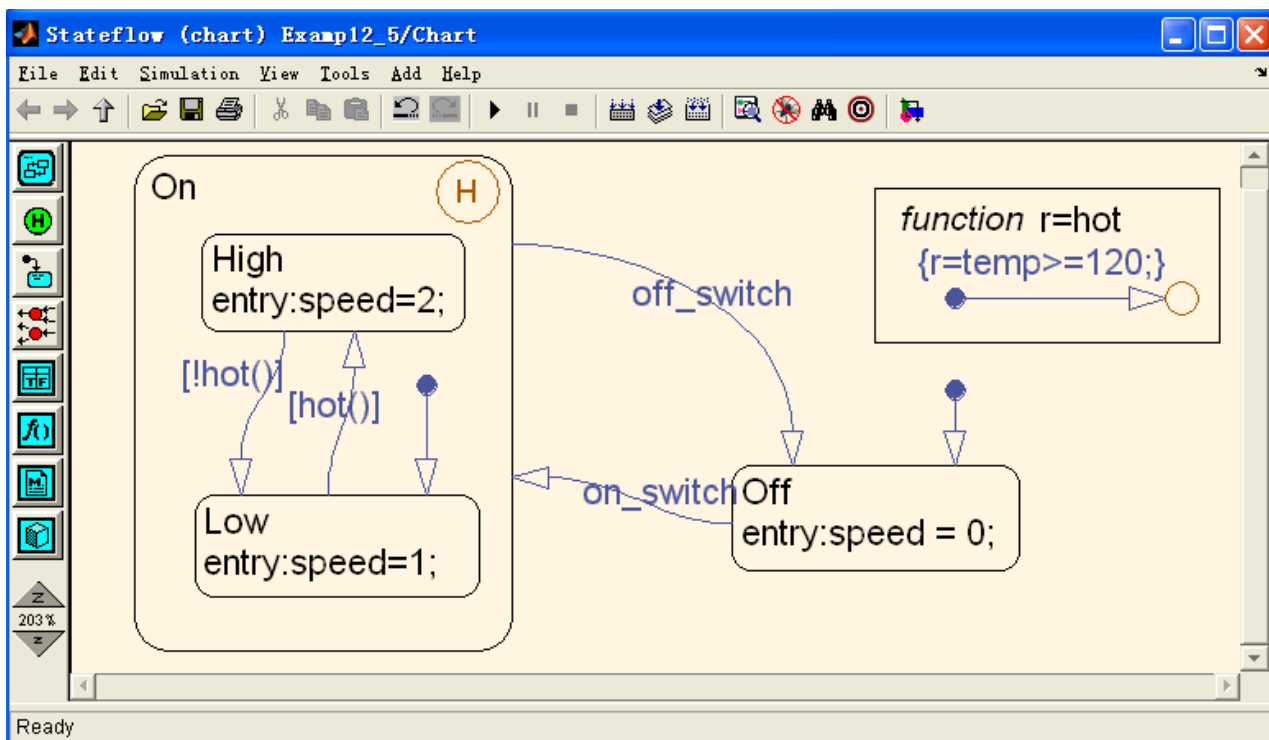 Stateflow (chart) Examp12_5/Chart
File Edit Simulation View Tools Add Help
On
H
High
entry:speed=2;
[!hot()]
[hot()]
Low
entry:speed=1;
off_switch
on_switch
function r=hot
{r=temp>=120;}
Off
entry:speed = 0;
H
TF
f()
M
Z
203%
Z
Ready